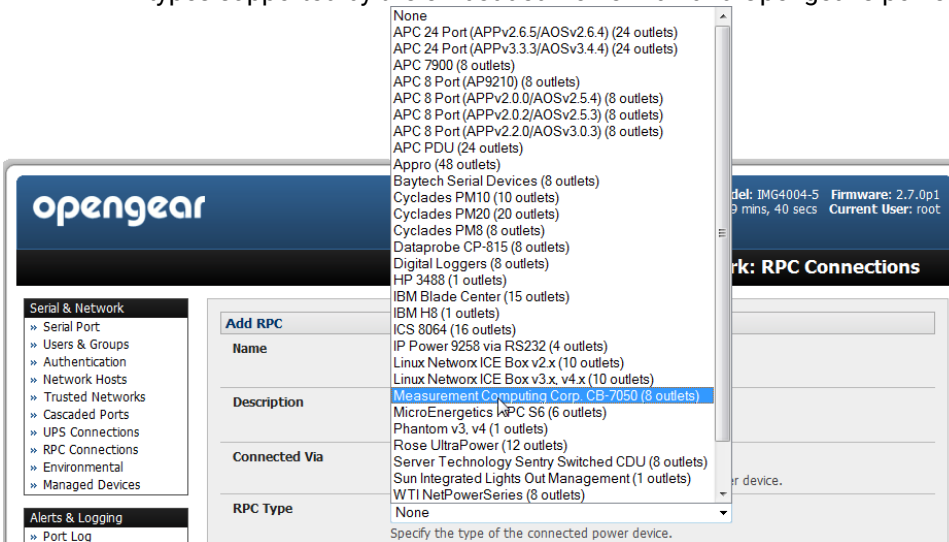 None
APC 24 Port (APPv2.6.5/AOSv2.6.4) (24 outlets)
APC 24 Port (APPv3.3.3/AOSv3.4.4) (24 outlets)
APC 7900 (8 outlets)
APC 8 Port (AP9210) (8 outlets)
APC 8 Port (APPv2.0.0/AOSv2.5.4) (8 outlets)
APC 8 Port (APPv2.0.2/AOSv2.5.3) (8 outlets)
APC 8 Port (APPv2.2.0/AOSv3.0.3) (8 outlets)
APC PDU (24 outlets)
Appro (48 outlets)
Baytech Serial Devices (8 outlets)
Cyclades PM10 (10 outlets)
Cyclades PM20 (20 outlets)
Cyclades PM8 (8 outlets)
Dataprobe CP-815 (8 outlets)
Digital Loggers (8 outlets)
HP 3488 (1 outlets)
IBM Blade Center (15 outlets)
IBM H8 (1 outlets)
ICS 8064 (16 outlets)
IP Power 9258 via RS232 (4 outlets)
Linux Networx ICE Box v2.x (10 outlets)
Linux Networx ICE Box v3.x, v4.x (10 outlets)
Measurement Computing Corp. CB-7050 (8 outlets)
MicroEnergetics RPC S6 (6 outlets)
Phantom v3, v4 (1 outlets)
Rose UltraPower (12 outlets)
Server Technology Sentry Switched CDU (8 outlets)
Sun Integrated Lights Out Management (1 outlets)
WTI NetPowerSeries (8 outlets)
None
opengear
del: IMG4004-5 Firmware: 2.7.0p1
9 mins, 40 secs Current User: root
rk: RPC Connections
Serial & Network
» Serial Port
» Users & Groups
» Authentication
» Network Hosts
» Trusted Networks
» Cascaded Ports
» UPS Connections
» RPC Connections
» Environmental
» Managed Devices
Alerts & Logging
» Port Log
Add RPC
Name
Description
Connected Via
er device.
RPC Type
Specify the type of the connected power device.